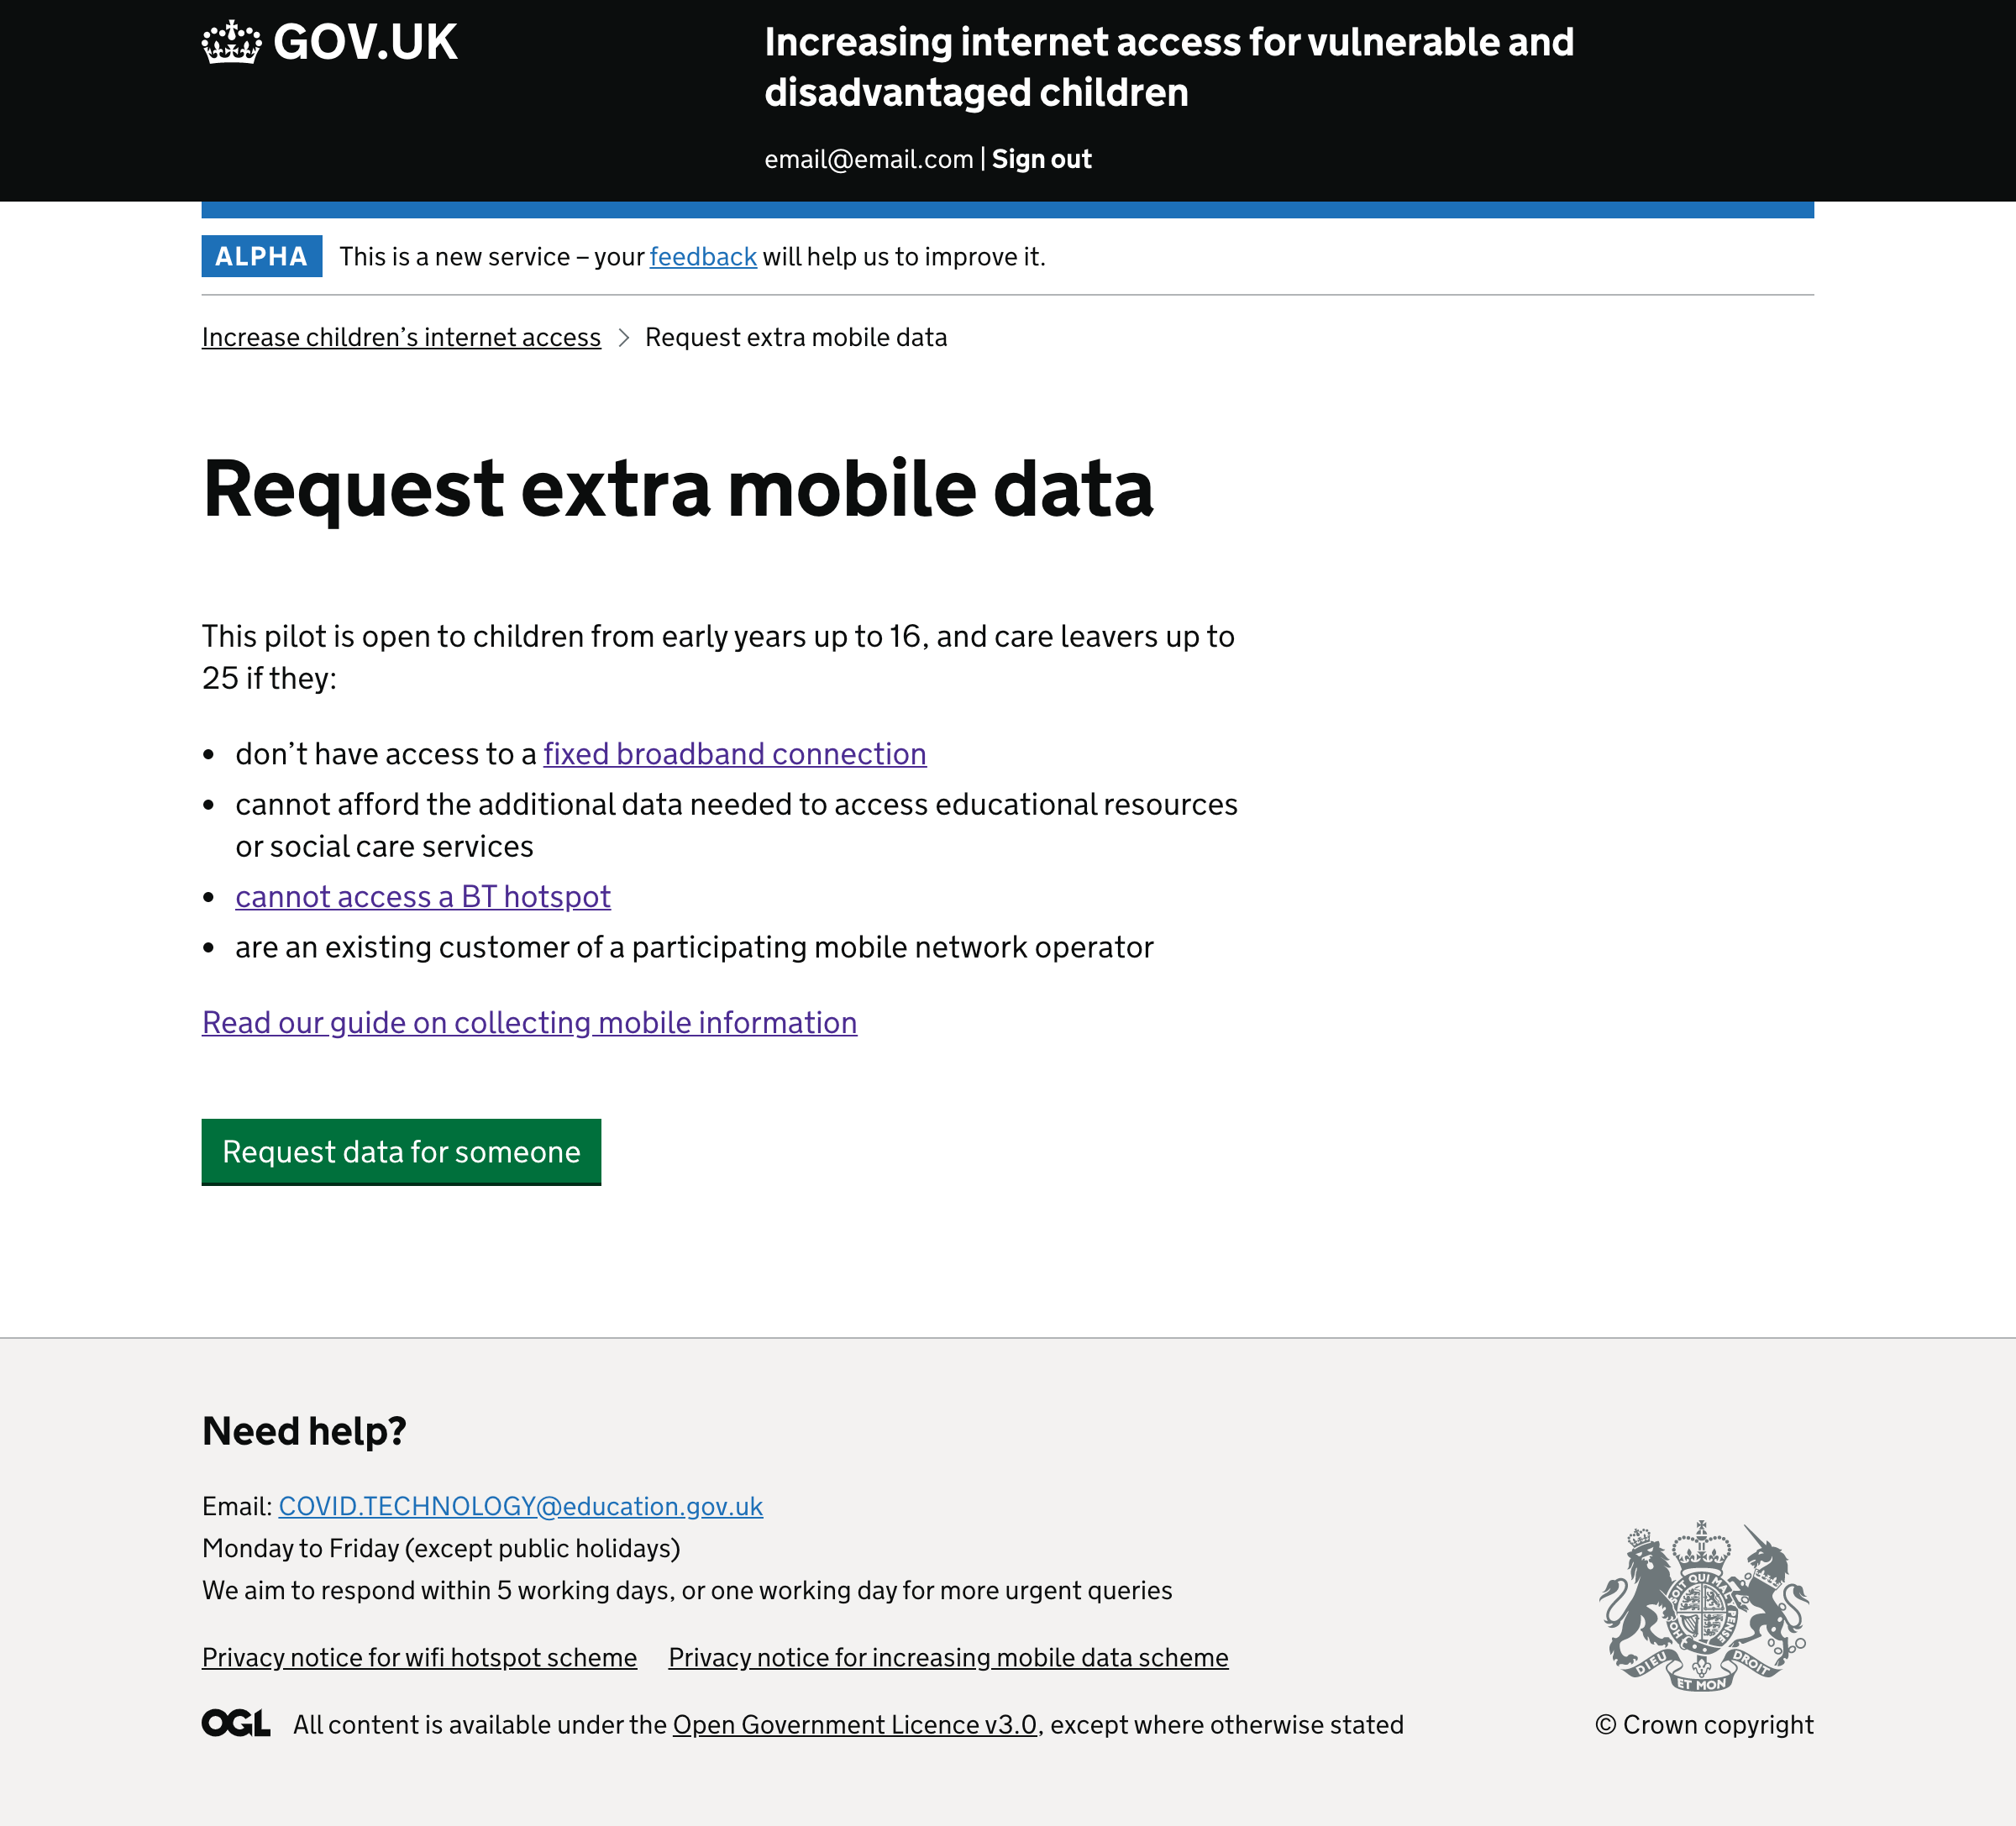 GOV.UK
Increasing internet access for vulnerable and
disadvantaged children
email@email.com | Sign out
ALPHA This is a new service – your feedback will help us to improve it.
Increase children’s internet access > Request extra mobile data
Request extra mobile data
This pilot is open to children from early years up to 16, and care leavers up to
25 if they:
• don’t have access to a fixed broadband connection
• cannot afford the additional data needed to access educational resources
or social care services
• cannot access a BT hotspot
• are an existing customer of a participating mobile network operator
Read our guide on collecting mobile information
Request data for someone
Need help?
Email: COVID.TECHNOLOGY@education.gov.uk
Monday to Friday (except public holidays)
We aim to respond within 5 working days, or one working day for more urgent queries
Privacy notice for wifi hotspot scheme Privacy notice for increasing mobile data scheme
OGL All content is available under the Open Government Licence v3.0, except where otherwise stated
SOIT QUI MAL PENSE HO
DIEU ET MON DROIT
© Crown copyright